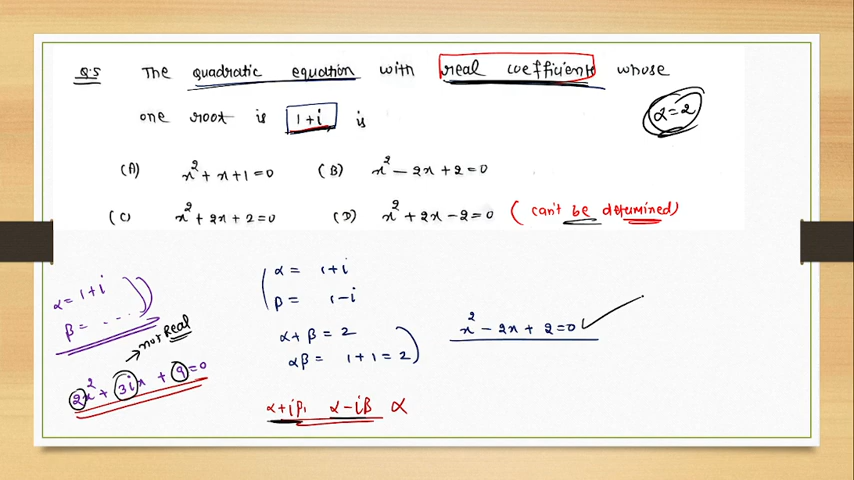 Q.5 The quadratic equation with real coefficients whose
one root is 1+i, is
α=2
(A) x²+x+1=0 (B) x²-2x+2=0
(C) x²+2x+2=0 (D) x²+2x-2=0 (can't be determined)
α=1+i
β=....
→not Real
2x²+3ix+9=0
α= 1+i
β= 1-i
α+β=2
αβ= 1+1=2
x²-2x+2=0
α+iβ, α-iβ α